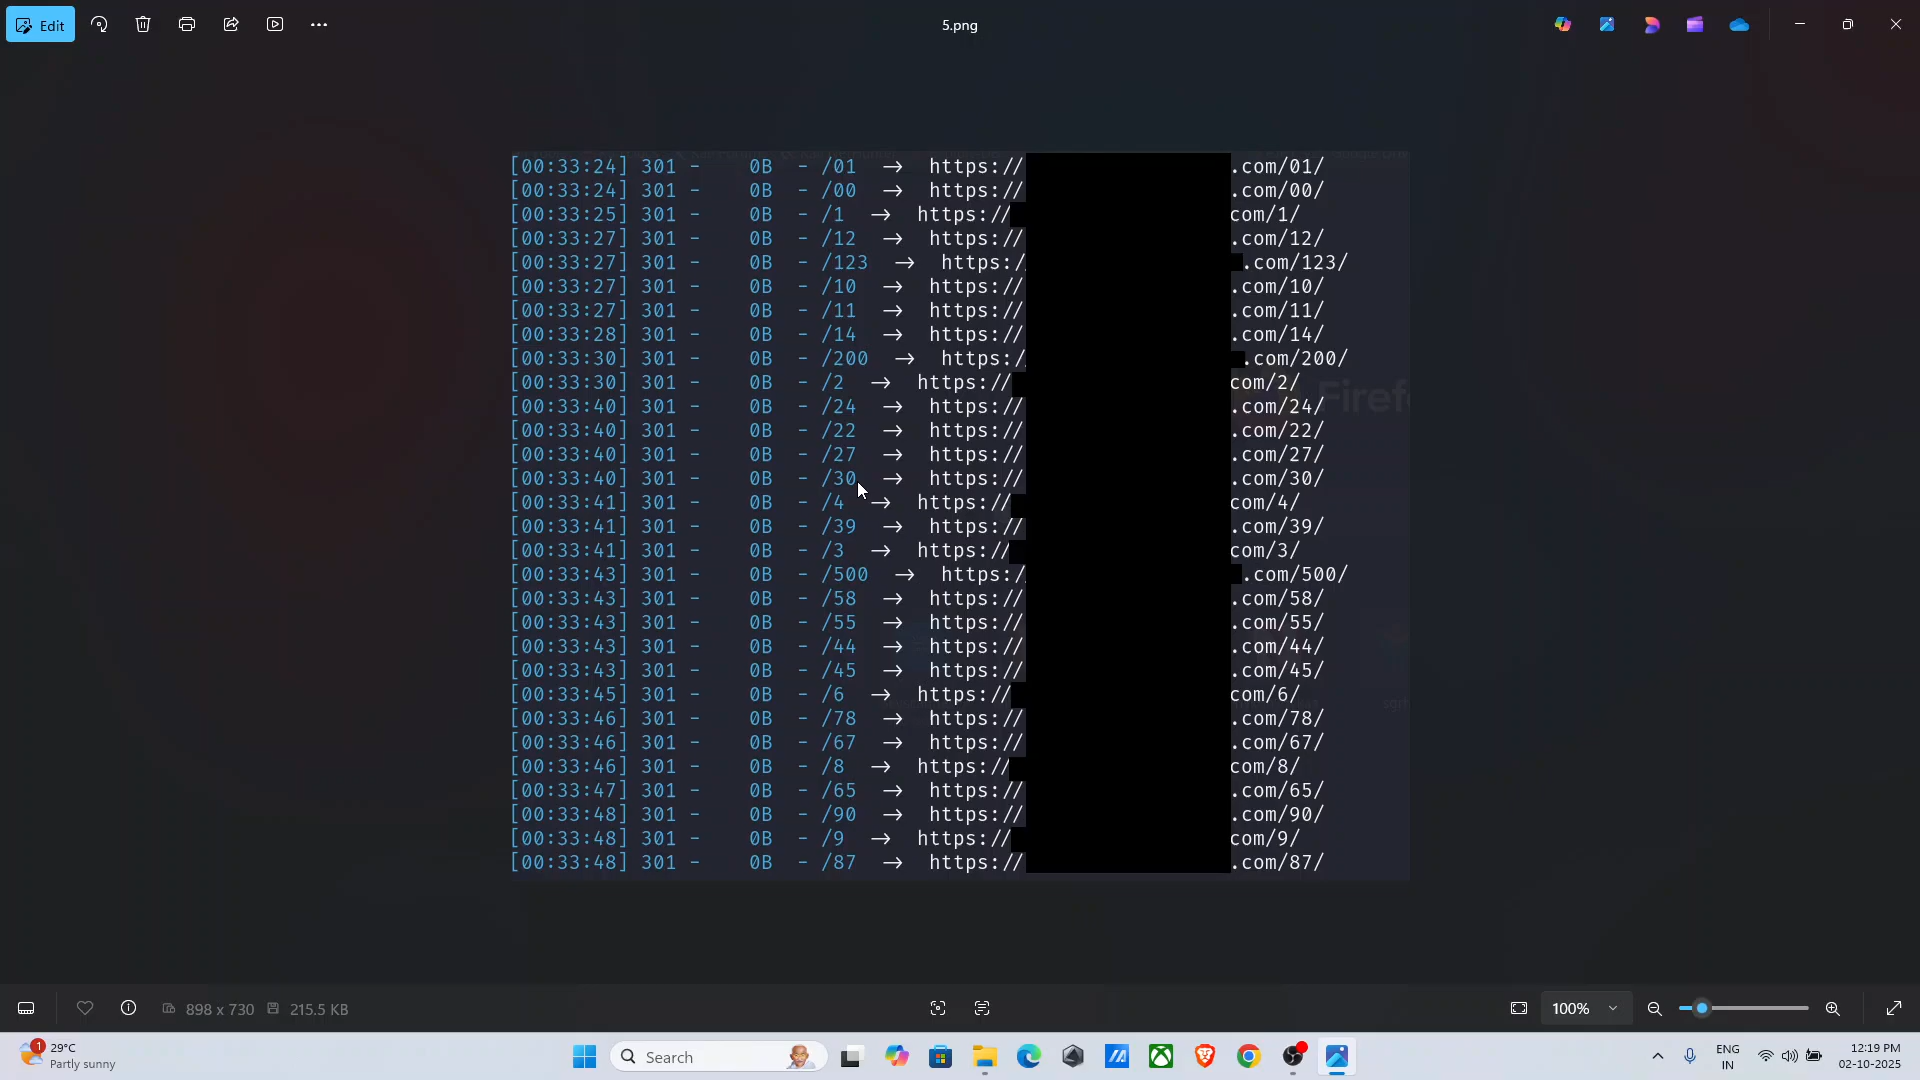 Edit
5.png
[00:33:24] 301 - 0B - /01 → https:// .com/01/
[00:33:24] 301 - 0B - /00 → https:// .com/00/
[00:33:25] 301 - 0B - /1 → https:// com/1/
[00:33:27] 301 - 0B - /12 → https:// .com/12/
[00:33:27] 301 - 0B - /123 → https:/ .com/123/
[00:33:27] 301 - 0B - /10 → https:// .com/10/
[00:33:27] 301 - 0B - /11 → https:// .com/11/
[00:33:28] 301 - 0B - /14 → https:// .com/14/
[00:33:30] 301 - 0B - /200 → https:/ .com/200/
[00:33:30] 301 - 0B - /2 → https:// com/2/
[00:33:40] 301 - 0B - /24 → https:// .com/24/
[00:33:40] 301 - 0B - /22 → https:// .com/22/
[00:33:40] 301 - 0B - /27 → https:// .com/27/
[00:33:40] 301 - 0B - /30 → https:// .com/30/
[00:33:41] 301 - 0B - /4 → https:// com/4/
[00:33:41] 301 - 0B - /39 → https:// .com/39/
[00:33:41] 301 - 0B - /3 → https:// com/3/
[00:33:43] 301 - 0B - /500 → https:/ .com/500/
[00:33:43] 301 - 0B - /58 → https:// .com/58/
[00:33:43] 301 - 0B - /55 → https:// .com/55/
[00:33:43] 301 - 0B - /44 → https:// .com/44/
[00:33:43] 301 - 0B - /45 → https:// .com/45/
[00:33:45] 301 - 0B - /6 → https:// com/6/
[00:33:46] 301 - 0B - /78 → https:// .com/78/
[00:33:46] 301 - 0B - /67 → https:// .com/67/
[00:33:46] 301 - 0B - /8 → https:// com/8/
[00:33:47] 301 - 0B - /65 → https:// .com/65/
[00:33:48] 301 - 0B - /90 → https:// .com/90/
[00:33:48] 301 - 0B - /9 → https:// com/9/
[00:33:48] 301 - 0B - /87 → https:// .com/87/
Firef
898 x 730 215.5 KB
100%
1
29°C
Partly sunny
Search
ENG
IN
12:19 PM
02-10-2025